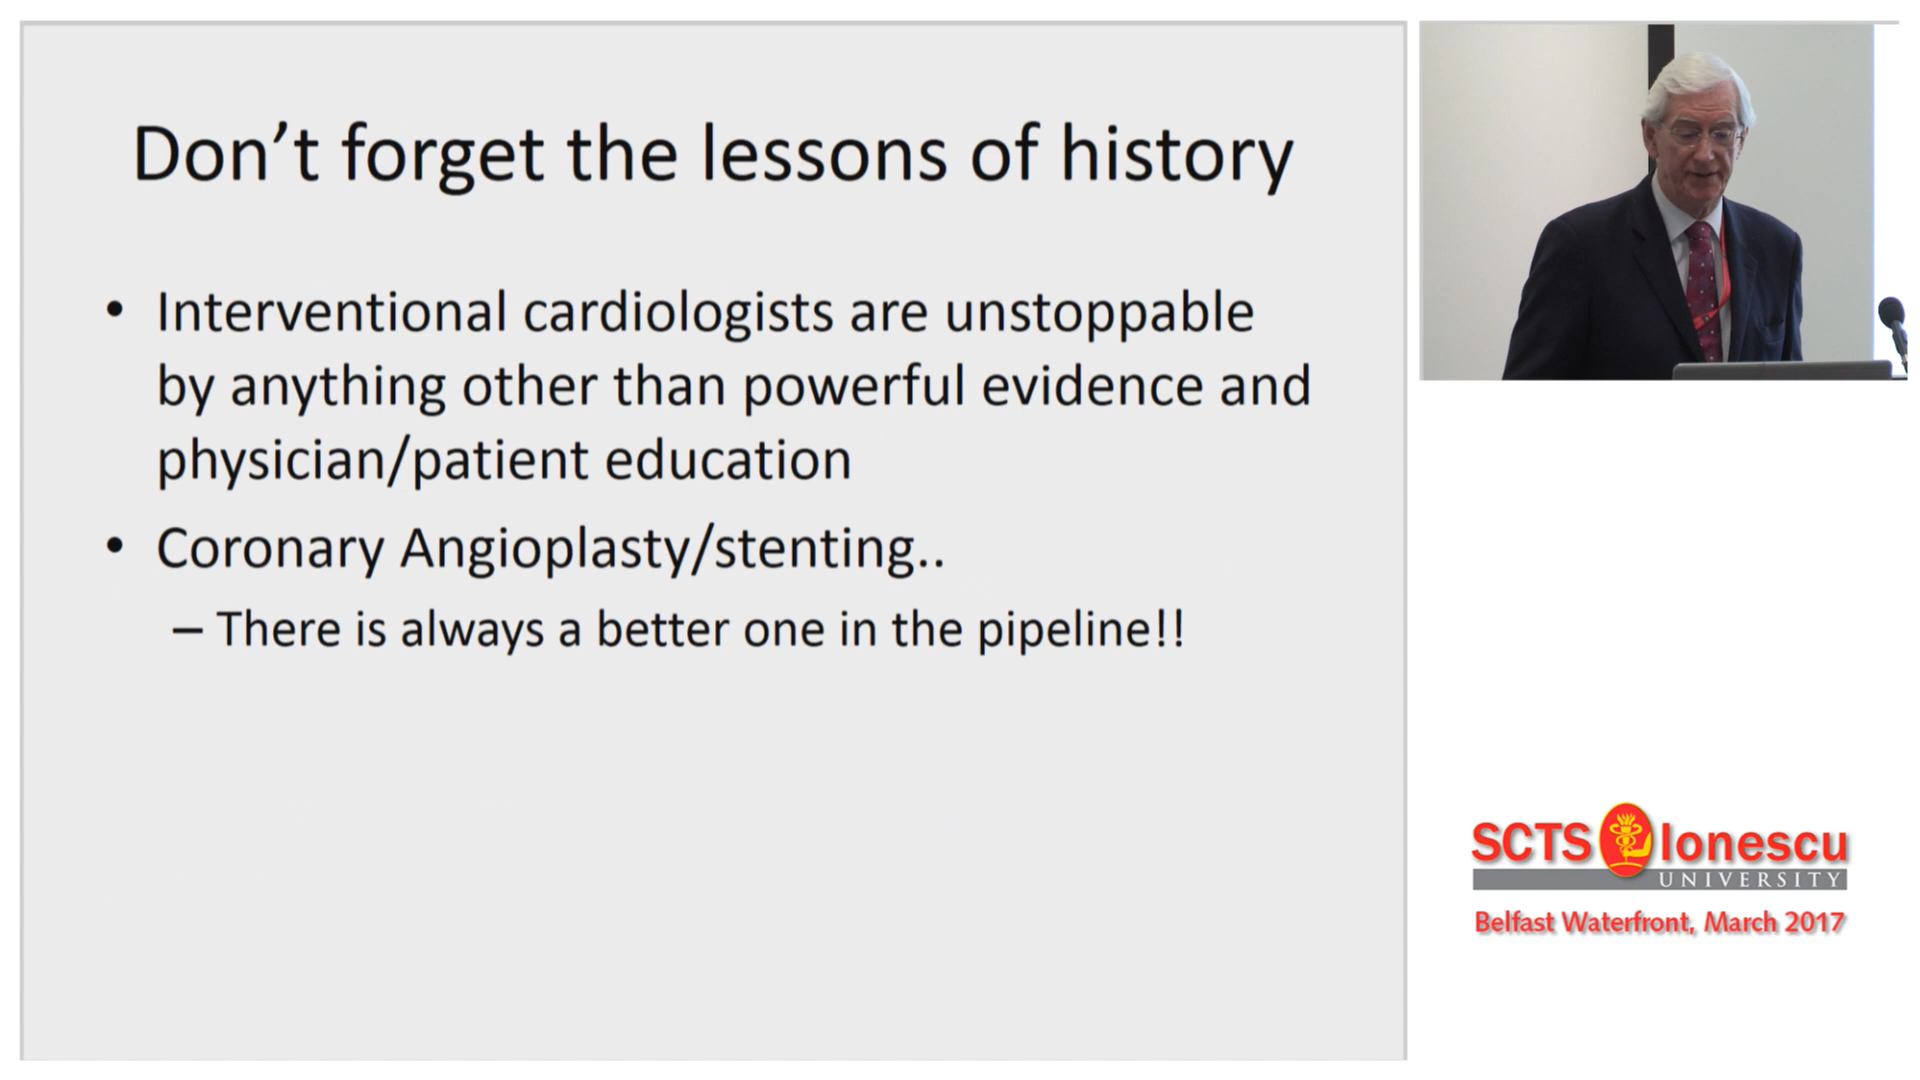 Don’t forget the lessons of history
• Interventional cardiologists are unstoppable
by anything other than powerful evidence and
physician/patient education
• Coronary Angioplasty/stenting..
– There is always a better one in the pipeline!!
SCTS Ionescu
UNIVERSITY
Belfast Waterfront, March 2017